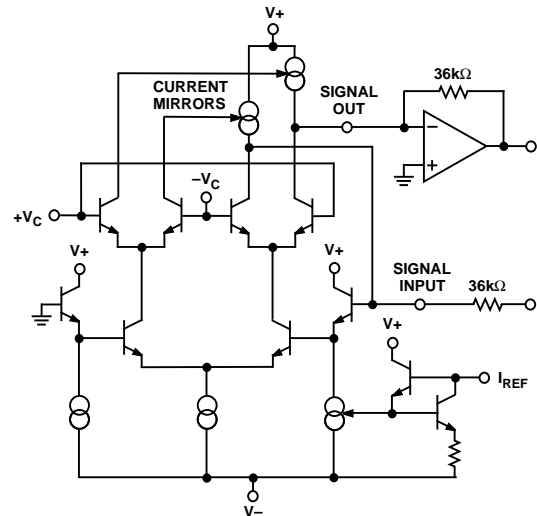 V+
CURRENT
MIRRORS
SIGNAL
OUT
36kΩ
−
+
–VC
+VC
V+
V+
SIGNAL
INPUT
36kΩ
V+
IREF
V–